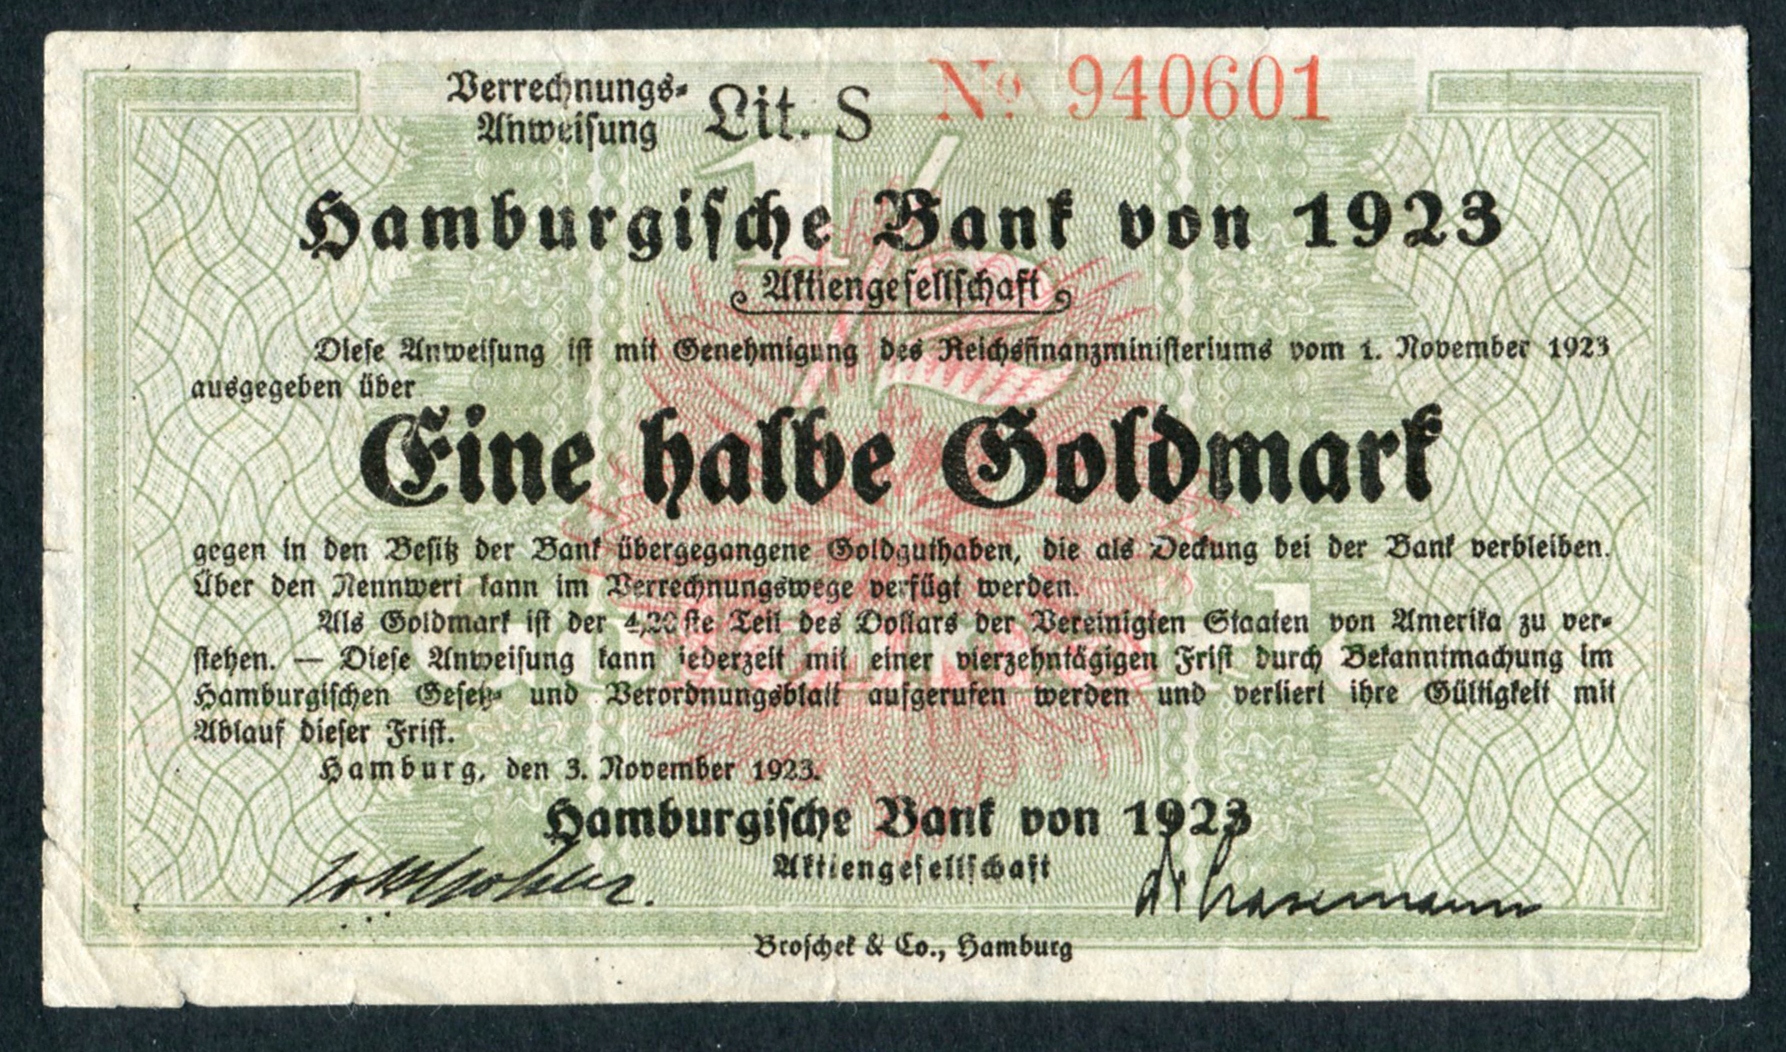 Verrechnungs-
Anweisung Lit. S No 940601
Hamburgische Bank von 1923
Aktiengesellschaft
Diese Anweisung ist mit Genehmigung des Reichsfinanzministeriums vom 1. November 1923
ausgegeben über
Eine halbe Goldmark
gegen in den Besitz der Bank übergegangene Goldguthaben, die als Deckung bei der Bank verbleiben.
Über den Nennwert kann im Verrechnungswege verfügt werden.
Als Goldmark ist der 4,20 ste Teil des Dollars der Vereinigten Staaten von Amerika zu ver-
stehen. — Diese Anweisung kann jederzeit mit einer vierzehntägigen Frist durch Bekanntmachung im
Hamburgischen Gesetz- und Verordnungsblatt aufgerufen werden und verliert ihre Gültigkeit mit
Ablauf dieser Frist.
Hamburg, den 3. November 1923.
Hamburgische Bank von 1923
Aktiengesellschaft
Broschek & Co., Hamburg
1/2